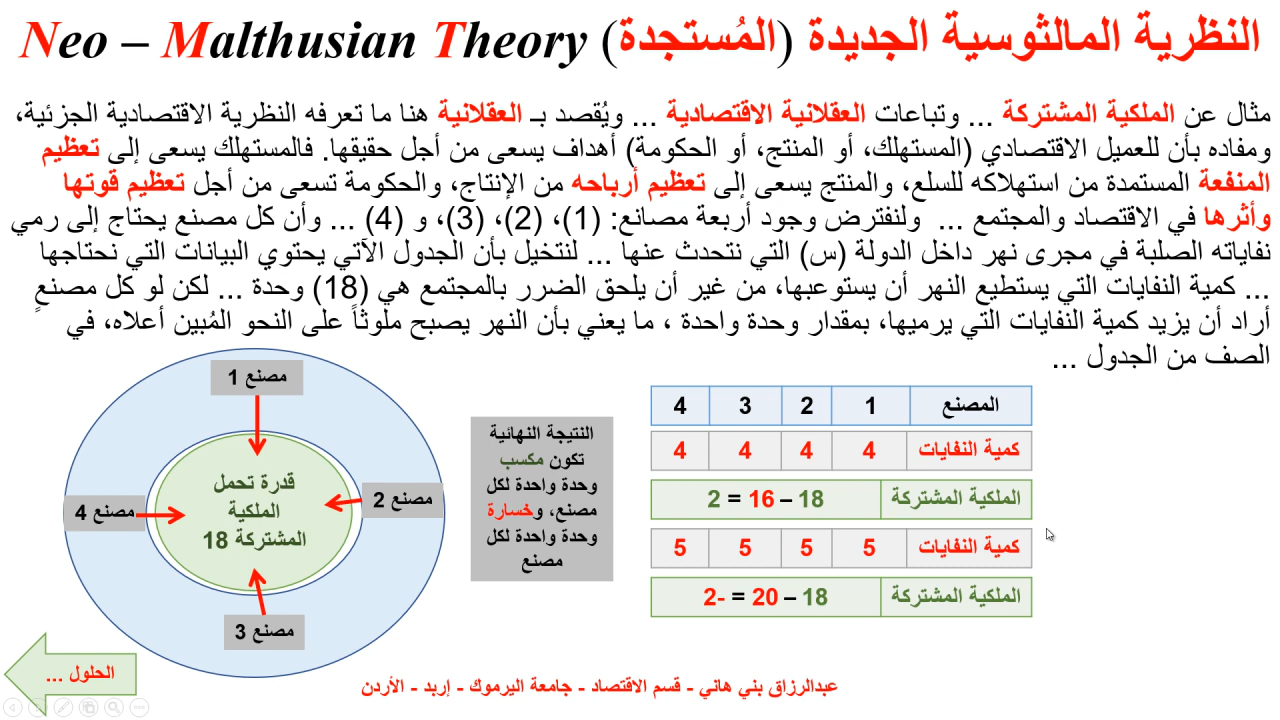 النظرية المالثوسية الجديدة (المُستجدة) Neo – Malthusian Theory
مثال عن الملكية المشتركة ... وتباعات العقلانية الاقتصادية ... ويُقصد بـ العقلانية هنا ما تعرفه النظرية الاقتصادية الجزئية،
ومفاده بأن للعميل الاقتصادي (المستهلك، أو المنتج، أو الحكومة) أهداف يسعى من أجل حقيقها. فالمستهلك يسعى إلى تعظيم
المنفعة المستمدة من استهلاكه للسلع، والمنتج يسعى إلى تعظيم أرباحه من الإنتاج، والحكومة تسعى من أجل تعظيم قوتها
وأثرها في الاقتصاد والمجتمع ... ولنفترض وجود أربعة مصانع: (1)، (2)، (3)، و (4) ... وأن كل مصنع يحتاج إلى رمي
نفاياته الصلبة في مجرى نهر داخل الدولة (س) التي نتحدث عنها ... لنتخيل بأن الجدول الآتي يحتوي البيانات التي نحتاجها
... كمية النفايات التي يستطيع النهر أن يستوعبها، من غير أن يلحق الضرر بالمجتمع هي (18) وحدة ... لكن لو كل مصنعٍ
أراد أن يزيد كمية النفايات التي يرميها، بمقدار وحدة واحدة ، ما يعني بأن النهر يصبح ملوثاً على النحو المُبين أعلاه، في
الصف من الجدول ...
المصنع 1 2 3 4
كمية النفايات 4 4 4 4
الملكية المشتركة 18 – 16 = 2
كمية النفايات 5 5 5 5
الملكية المشتركة 18 – 20 = -2
النتيجة النهائية
تكون مكسب
وحدة واحدة لكل
مصنع، وخسارة
وحدة واحدة لكل
مصنع
مصنع 1
مصنع 2
قدرة تحمل
الملكية
المشتركة 18
مصنع 4
مصنع 3
الحلول ...
عبدالرزاق بني هاني - قسم الاقتصاد - جامعة اليرموك - إربد - الأردن